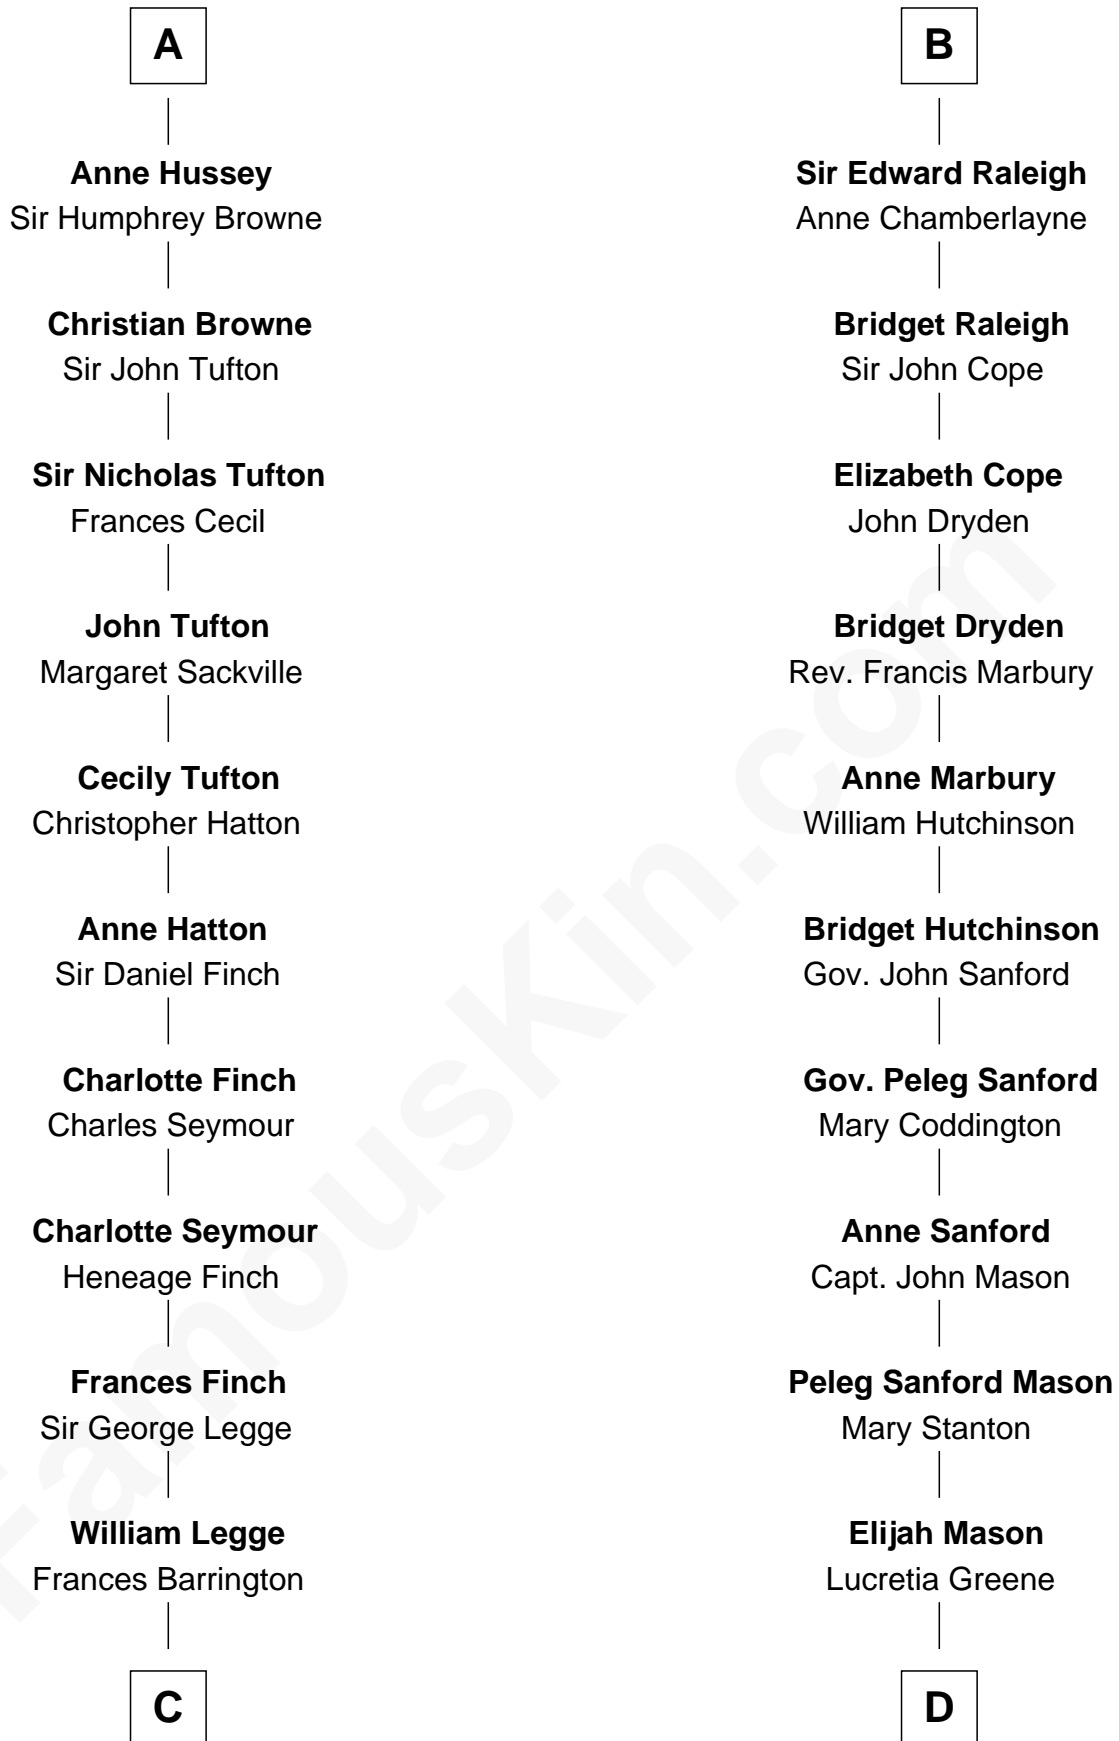 A
Anne Hussey
Sir Humphrey Browne
Christian Browne
Sir John Tufton
Sir Nicholas Tufton
Frances Cecil
John Tufton
Margaret Sackville
Cecily Tufton
Christopher Hatton
Anne Hatton
Sir Daniel Finch
Charlotte Finch
Charles Seymour
Charlotte Seymour
Heneage Finch
Frances Finch
Sir George Legge
William Legge
Frances Barrington
C
B
Sir Edward Raleigh
Anne Chamberlayne
Bridget Raleigh
Sir John Cope
Elizabeth Cope
John Dryden
Bridget Dryden
Rev. Francis Marbury
Anne Marbury
William Hutchinson
Bridget Hutchinson
Gov. John Sanford
Gov. Peleg Sanford
Mary Coddington
Anne Sanford
Capt. John Mason
Peleg Sanford Mason
Mary Stanton
Elijah Mason
Lucretia Greene
D
FamousKin.com